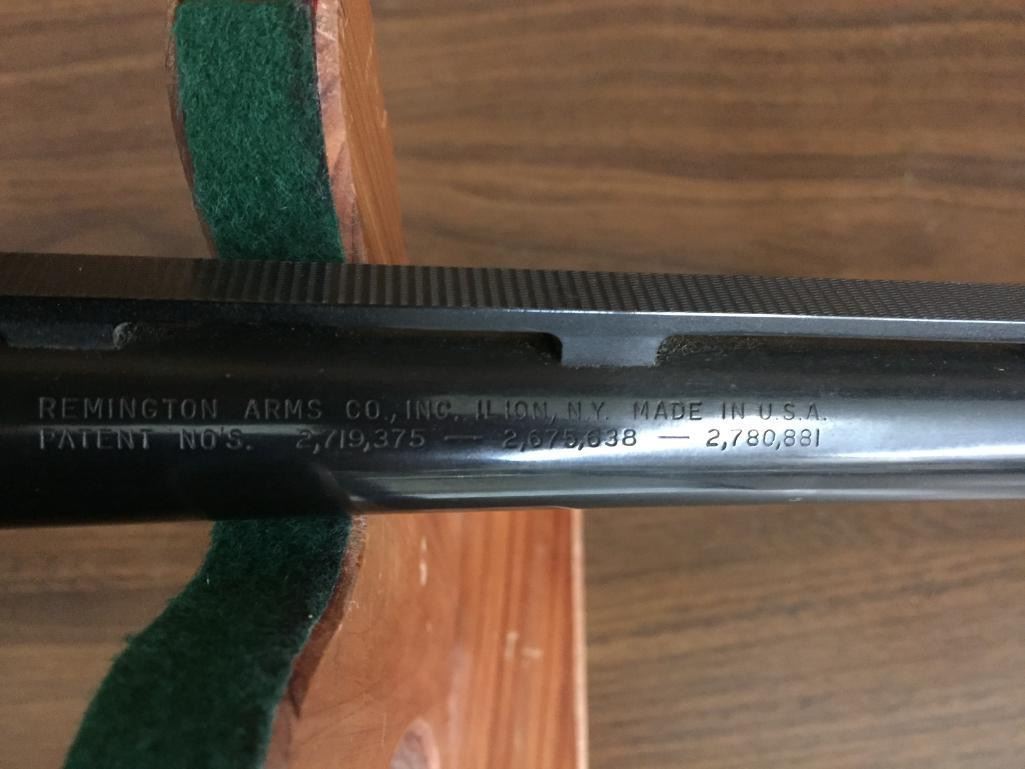 REMINGTON ARMS CO., INC. ILION, N.Y. MADE IN U.S.A.
PATENT NO'S. 2,719,375 — 2,675,638 — 2,780,881